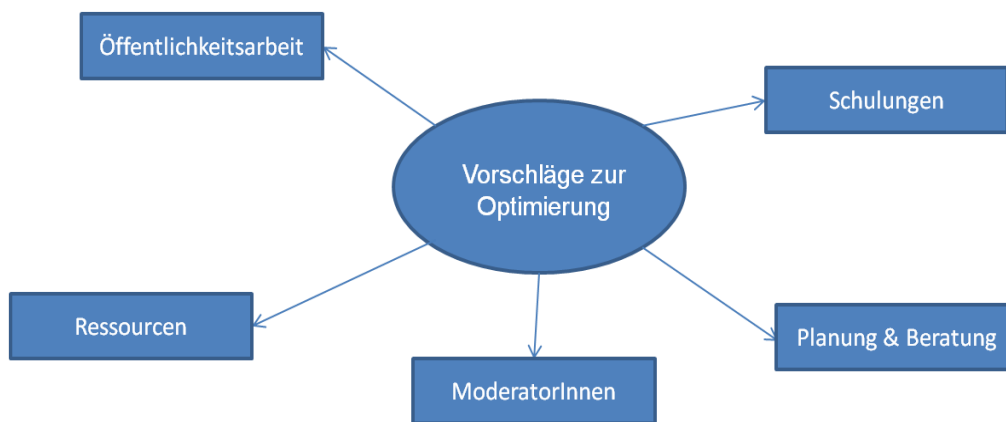 Öffentlichkeitsarbeit
Schulungen
Vorschläge zur
Optimierung
Ressourcen
Planung & Beratung
ModeratorInnen